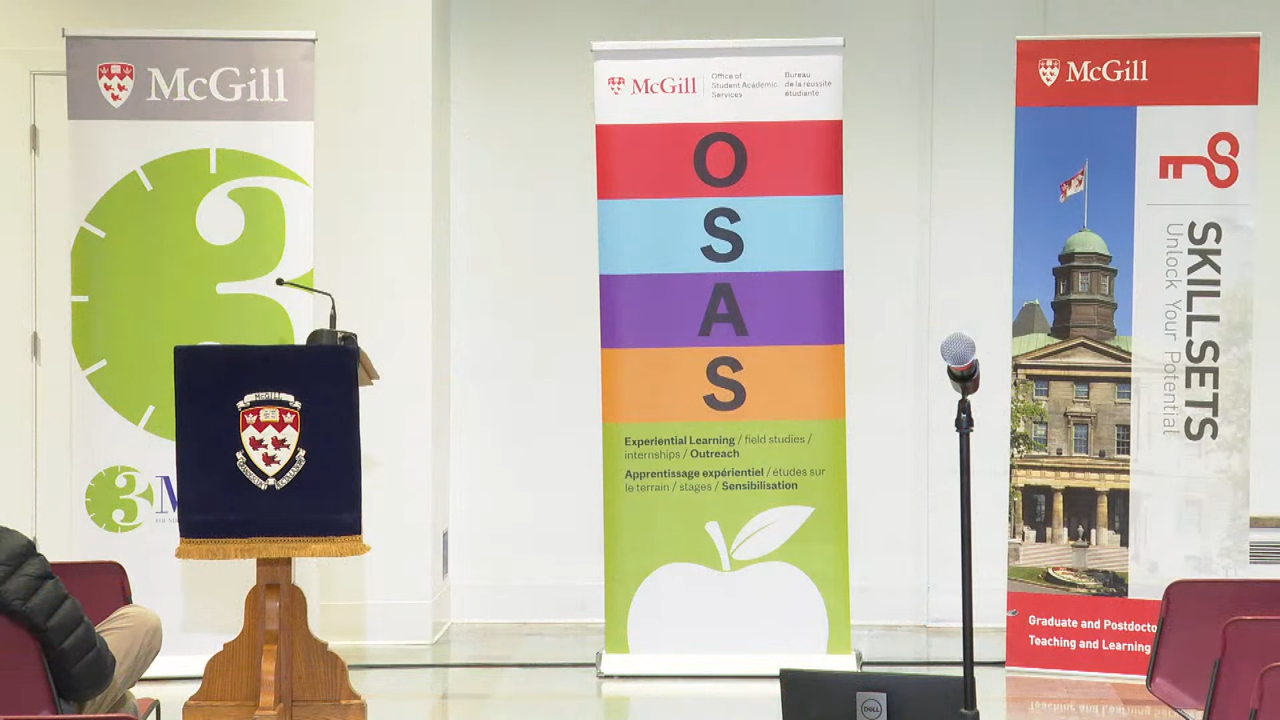 McGill
3
3
McGILL
McGill
Office of
Student Academic
Services
Bureau
de la réussite
étudiante
O
S
A
S
Experiential Learning / field studies /
internships / Outreach
Apprentissage expérientiel / études sur
le terrain / stages / Sensibilisation
DELL
McGill
SKILLSETS
Unlock Your Potential
Graduate and Postdocto
Teaching and Learning